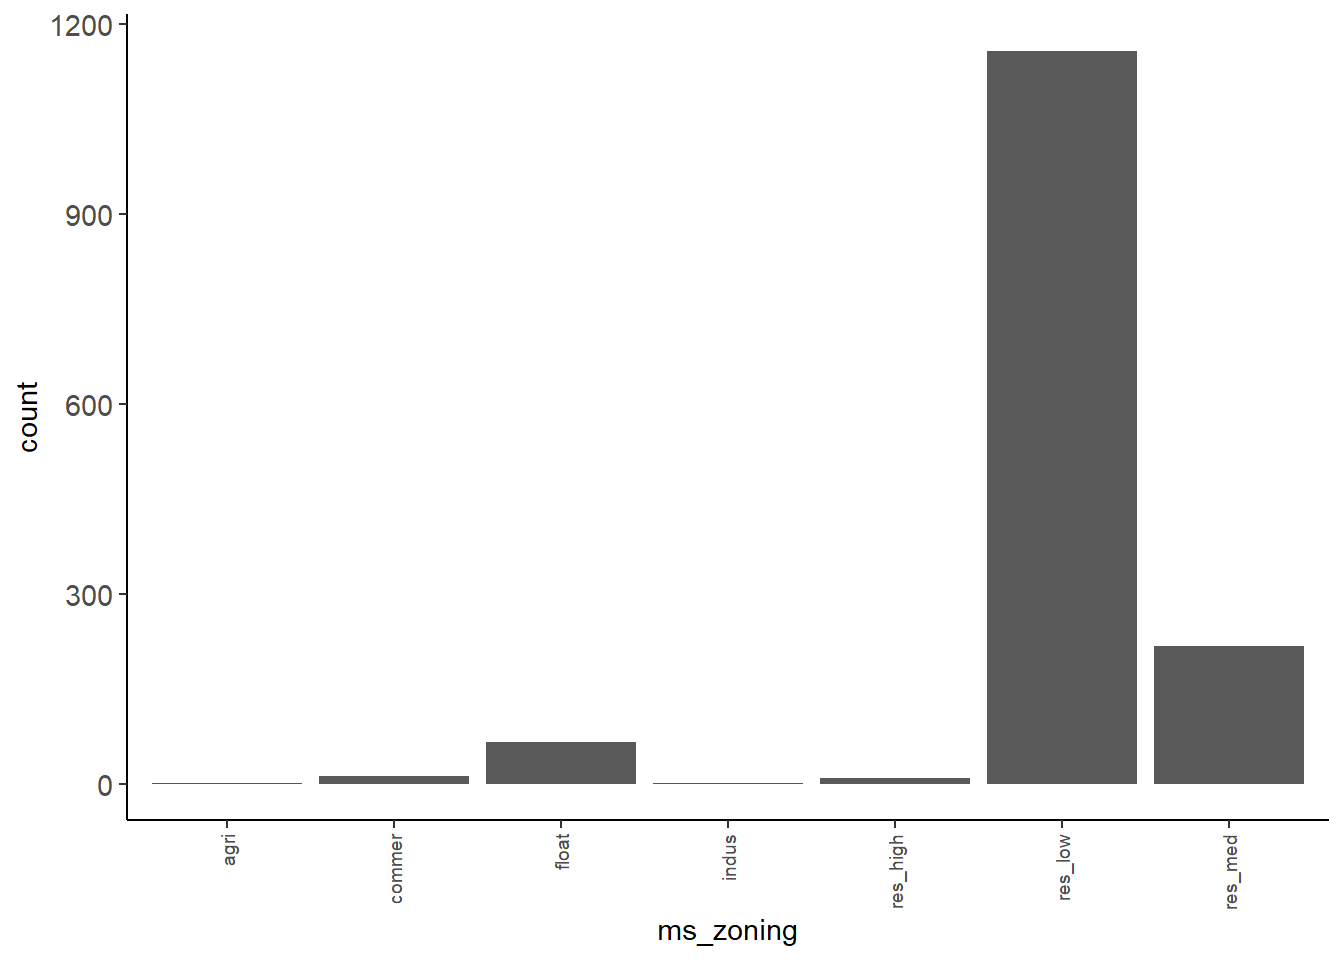 1200
900
600
300
0
count
agri
commer
float
indus
res_high
res_low
res_med
ms_zoning